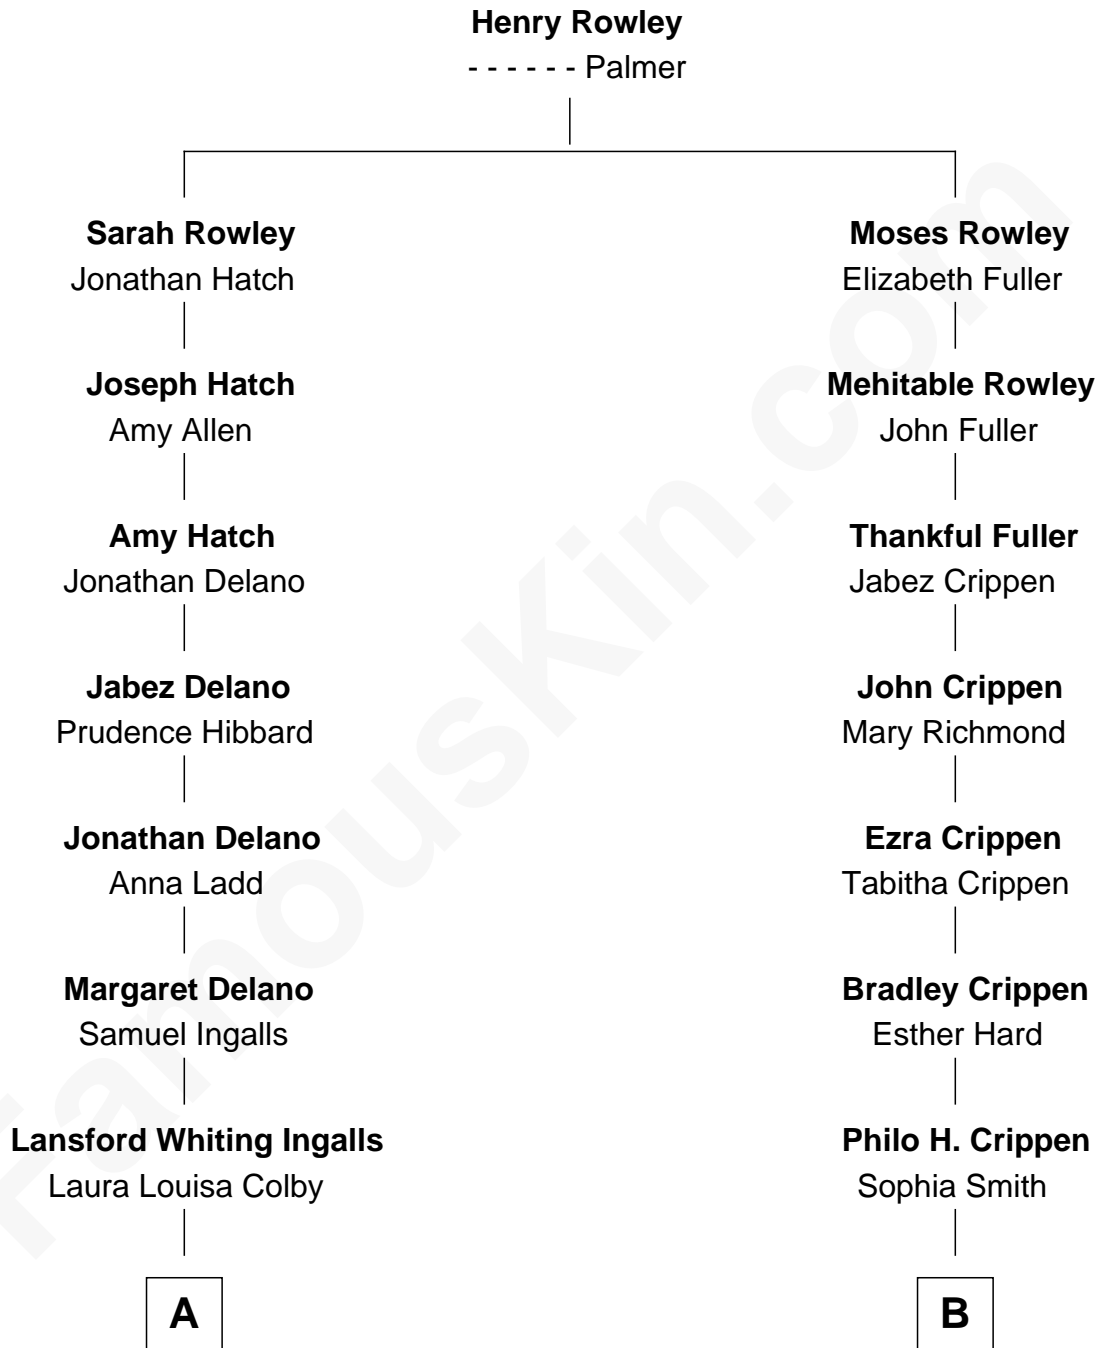 Henry Rowley
- - - - - - Palmer
Sarah Rowley
Jonathan Hatch
Moses Rowley
Elizabeth Fuller
Joseph Hatch
Amy Allen
Mehitable Rowley
John Fuller
Amy Hatch
Jonathan Delano
Thankful Fuller
Jabez Crippen
Jabez Delano
Prudence Hibbard
John Crippen
Mary Richmond
Jonathan Delano
Anna Ladd
Ezra Crippen
Tabitha Crippen
Margaret Delano
Samuel Ingalls
Bradley Crippen
Esther Hard
Lansford Whiting Ingalls
Laura Louisa Colby
Philo H. Crippen
Sophia Smith
A
B
FamousKin.com